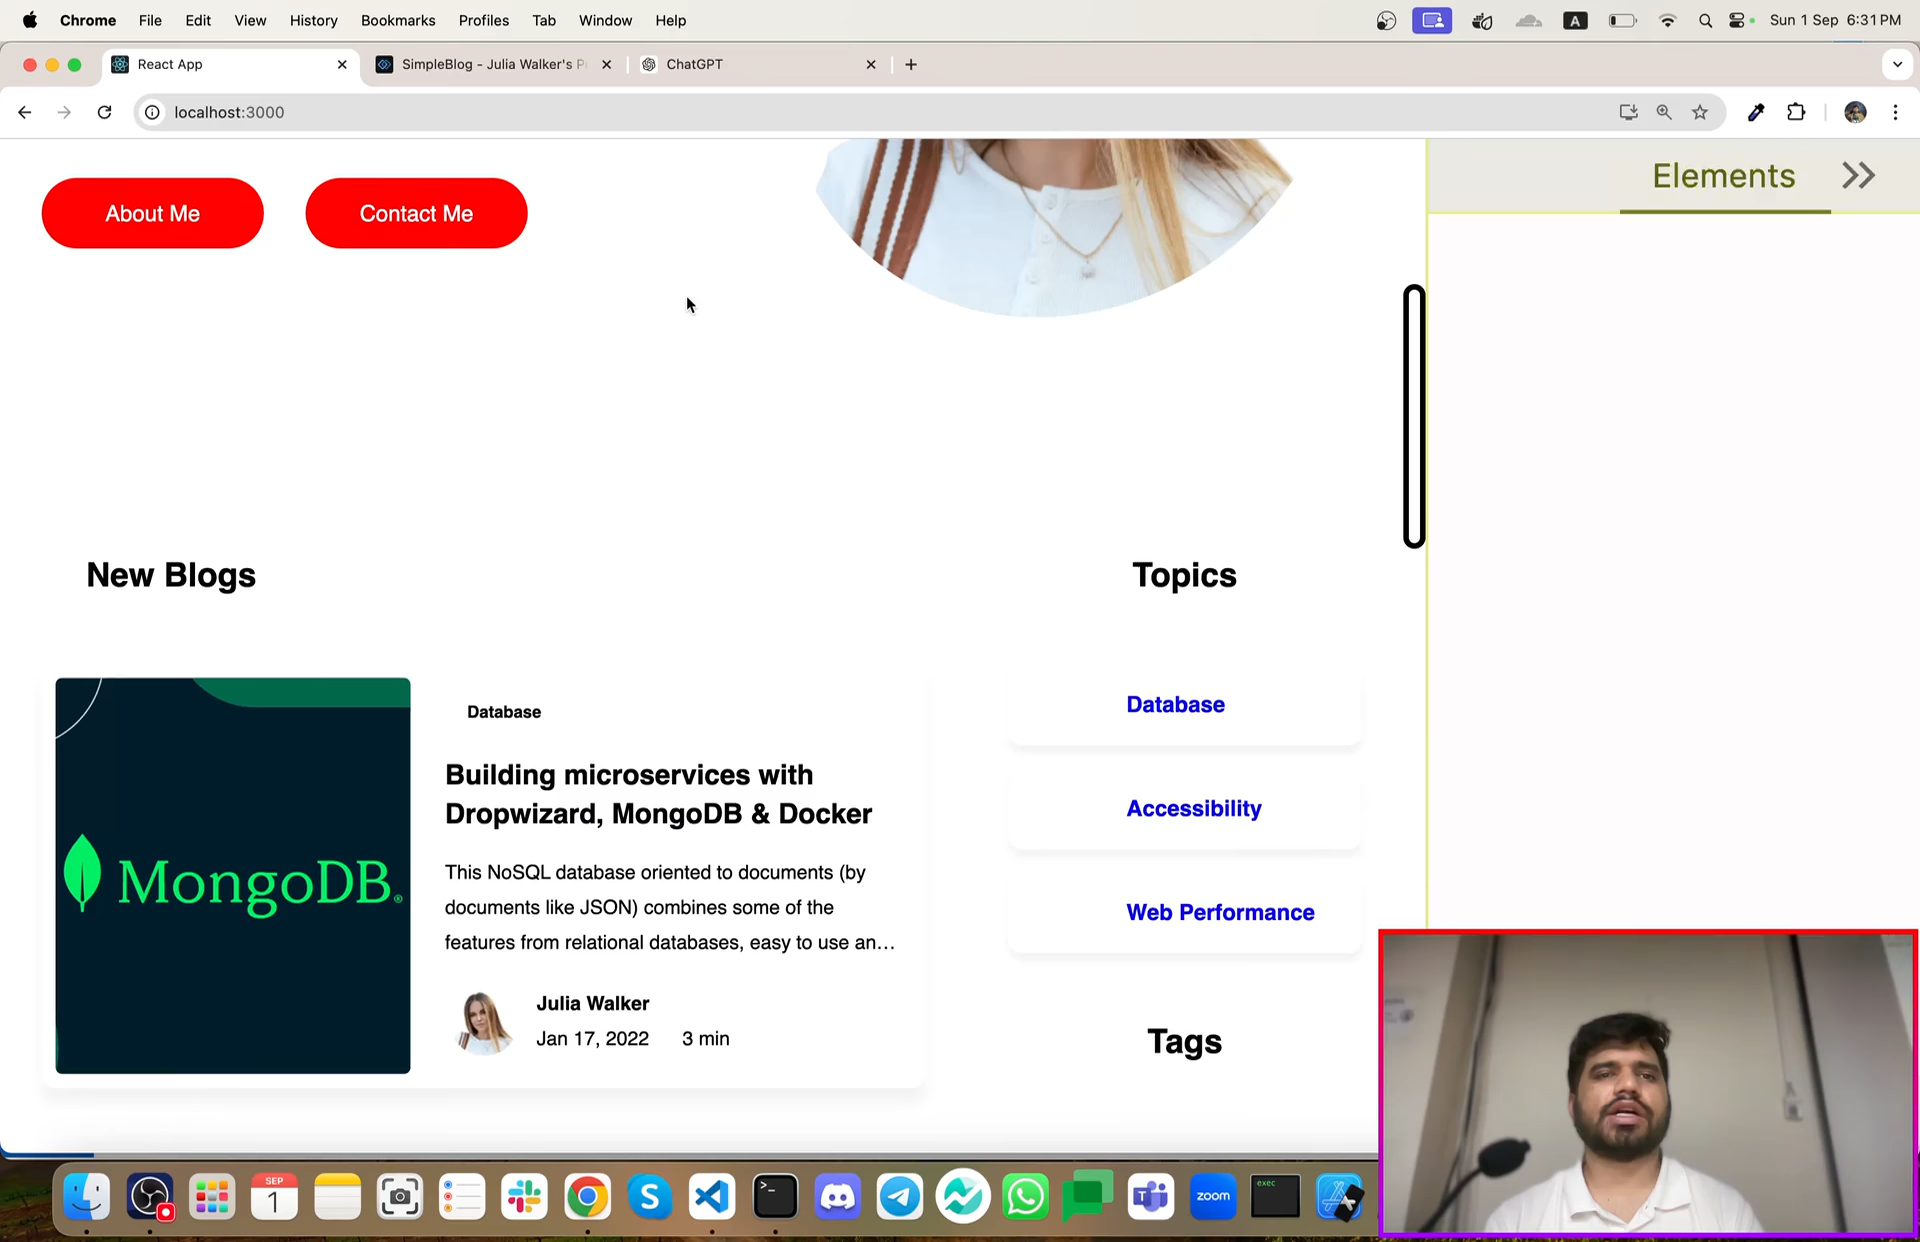 Chrome File Edit View History Bookmarks Profiles Tab Window Help
A
Sun 1 Sep 6:31 PM
React App
SimpleBlog - Julia Walker's P
ChatGPT
localhost:3000
Elements
About Me
Contact Me
New Blogs
Topics
Database
Building microservices with
Dropwizard, MongoDB & Docker
This NoSQL database oriented to documents (by
documents like JSON) combines some of the
features from relational databases, easy to use an...
Julia Walker
Jan 17, 2022 3 min
MongoDB®
Database
Accessibility
Web Performance
Tags
SEP
1
S
>_
T
zoom
exec